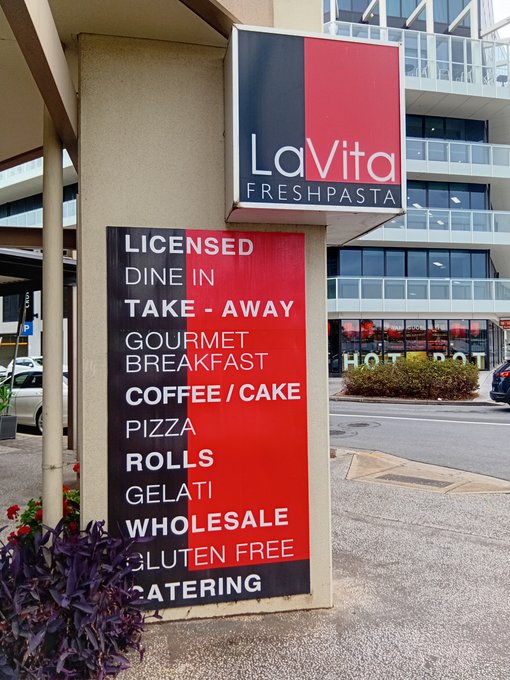 LaVita
FRESHPASTA
LICENSED
DINE IN
TAKE - AWAY
GOURMET
BREAKFAST
COFFEE / CAKE
PIZZA
ROLLS
GELATI
WHOLESALE
GLUTEN FREE
CATERING
HOT POT
P